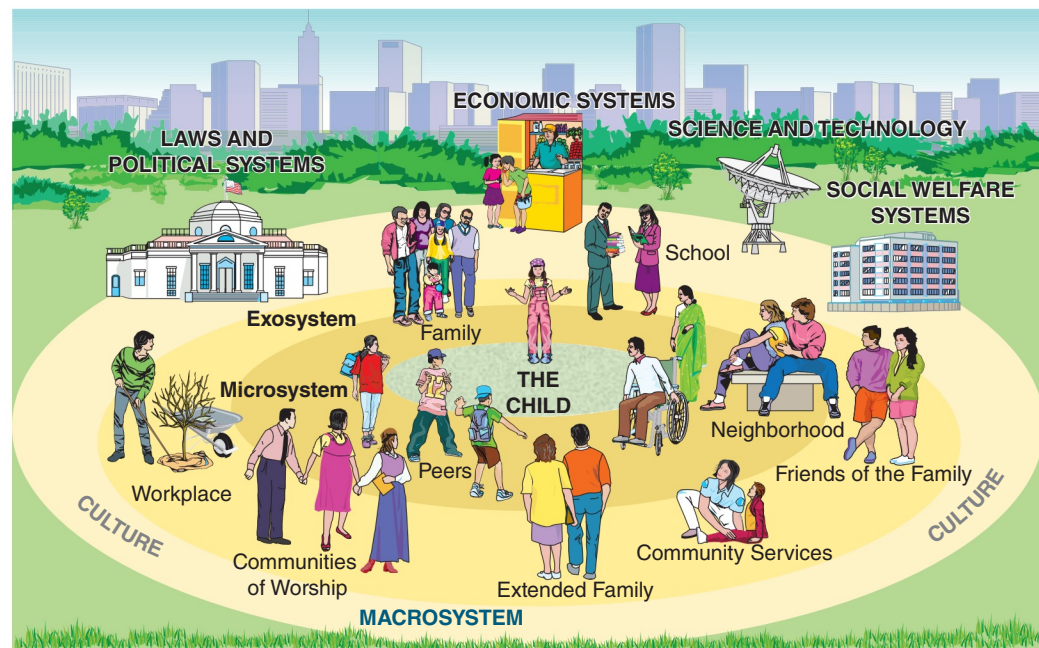 ECONOMIC SYSTEMS
LAWS AND
POLITICAL SYSTEMS
SCIENCE AND TECHNOLOGY
SOCIAL WELFARE
SYSTEMS
School
Exosystem
Family
Microsystem
THE
CHILD
Neighborhood
Peers
Friends of the Family
Workplace
CULTURE
CULTURE
Communities
of Worship
Community Services
Extended Family
MACROSYSTEM